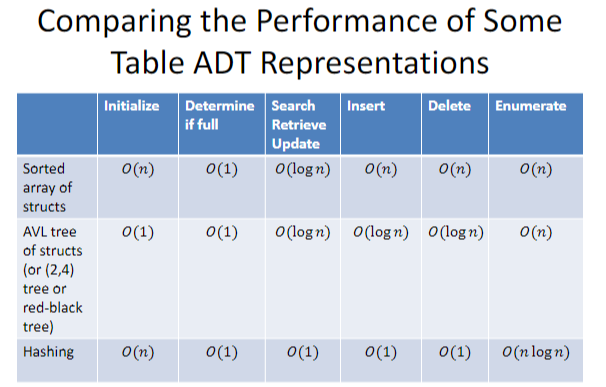 Comparing the Performance of Some
Table ADT Representations
Initialize Determine if full Search Retrieve Update Insert Delete Enumerate
Sorted array of structs O(n) O(1) O(log n) O(n) O(n) O(n)
AVL tree of structs (or (2,4) tree or red-black tree) O(1) O(1) O(log n) O(log n) O(log n) O(n)
Hashing O(n) O(1) O(1) O(1) O(1) O(n log n)